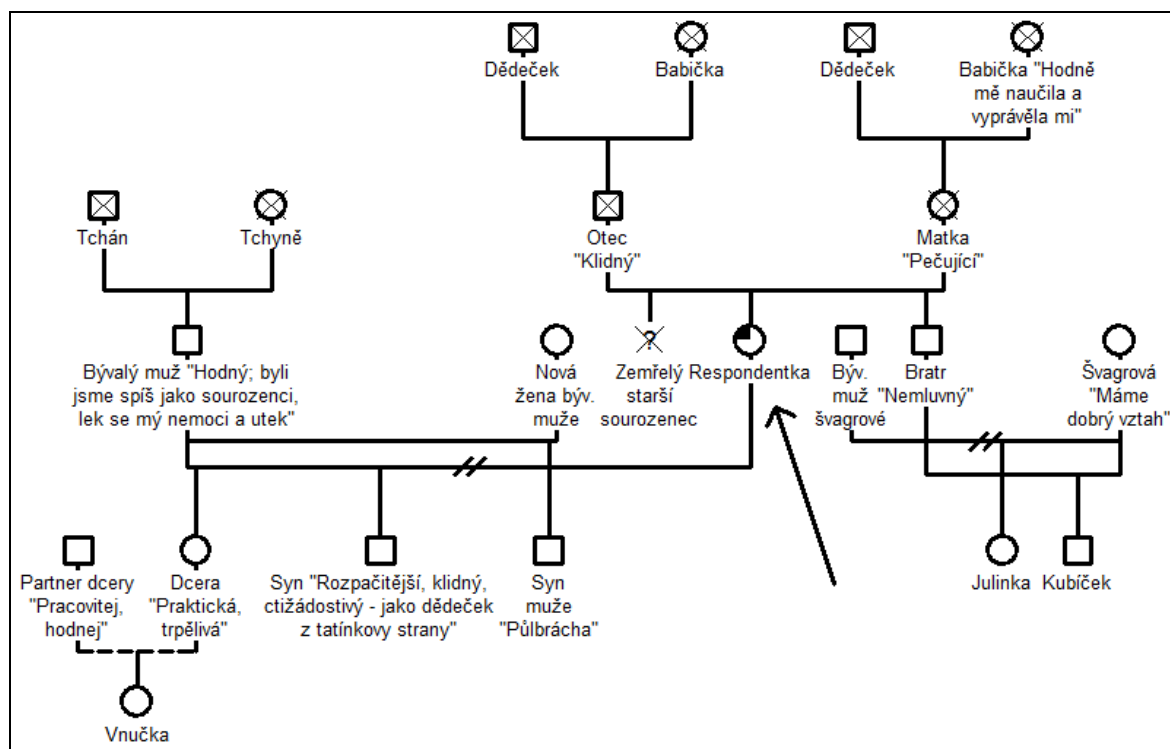 Dědeček
Babička
Dědeček
Babička "Hodně
mě naučila a
vyprávěla mi"
Tchán
Tchyně
Otec
"Klidný"
Matka
"Pečující"
Bývalý muž "Hodný; byli
jsme spíš jako sourozenci,
lek se mý nemoci a utek"
Nová
žena býv.
muže
?
Zemřelý
starší
sourozenec
Respondentka
Býv.
muž
švagrové
Bratr
"Nemluvný"
Švagrová
"Máme
dobrý vztah"
Partner dcery
"Pracovitej,
hodnej"
Dcera
"Praktická,
trpělivá"
Syn "Rozpačitější, klidný,
ctižádostivý - jako dědeček
z tatínkovy strany"
Syn
muže
"Půlbrácha"
Julinka
Kubíček
Vnučka